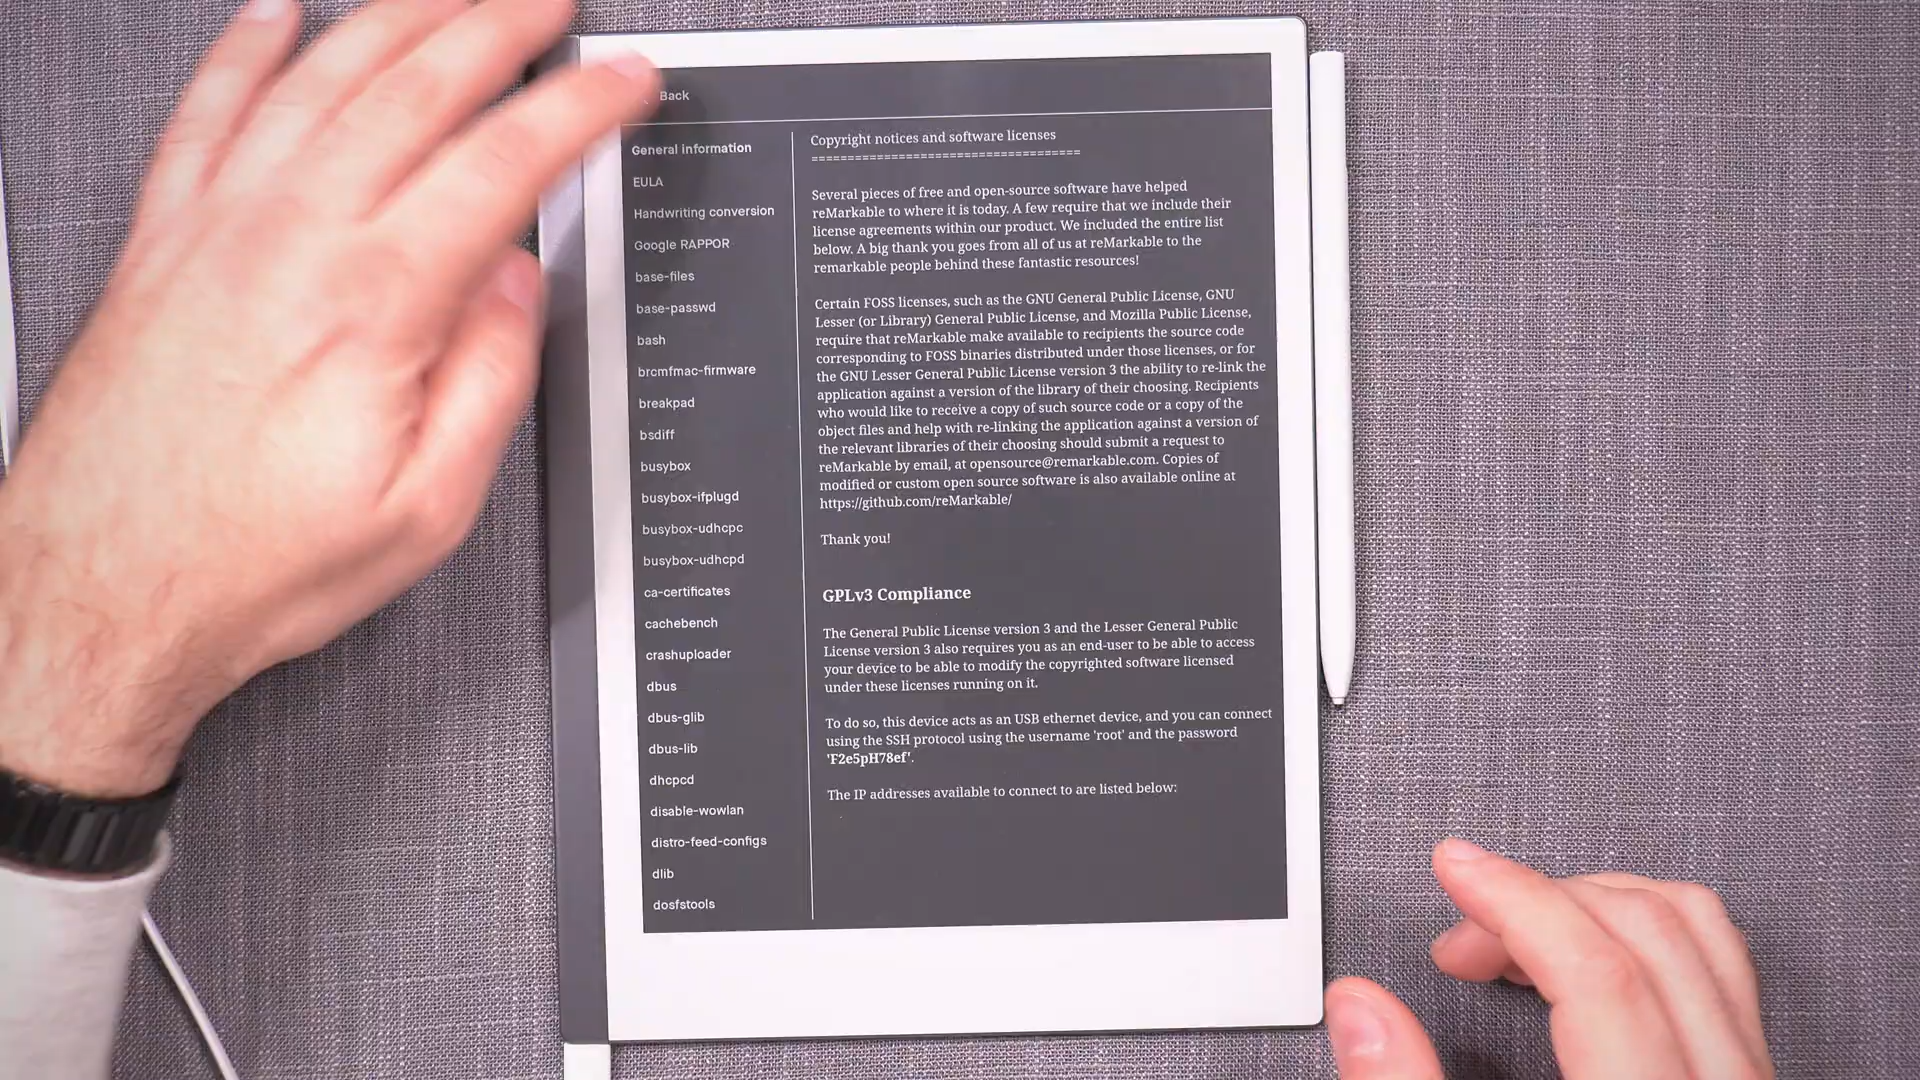 Back
General information
EULA
Handwriting conversion
Google RAPPOR
base-files
base-passwd
bash
brcmfmac-firmware
breakpad
bsdiff
busybox
busybox-ifplugd
busybox-udhcpc
busybox-udhcpd
ca-certificates
cachebench
crashuploader
dbus
dbus-glib
dbus-lib
dhcpcd
disable-wowlan
distro-feed-configs
dlib
dosfstools
Copyright notices and software licenses
=====================================
Several pieces of free and open-source software have helped
reMarkable to where it is today. A few require that we include their
license agreements within our product. We included the entire list
below. A big thank you goes from all of us at reMarkable to the
remarkable people behind these fantastic resources!
Certain FOSS licenses, such as the GNU General Public License, GNU
Lesser (or Library) General Public License, and Mozilla Public License,
require that reMarkable make available to recipients the source code
corresponding to FOSS binaries distributed under those licenses, or for
the GNU Lesser General Public License version 3 the ability to re-link the
application against a version of the library of their choosing. Recipients
who would like to receive a copy of such source code or a copy of the
object files and help with re-linking the application against a version of
the relevant libraries of their choosing should submit a request to
reMarkable by email, at opensource@remarkable.com. Copies of
modified or custom open source software is also available online at
https://github.com/reMarkable/
Thank you!
GPLv3 Compliance
The General Public License version 3 and the Lesser General Public
License version 3 also requires you as an end-user to be able to access
your device to be able to modify the copyrighted software licensed
under these licenses running on it.
To do so, this device acts as an USB ethernet device, and you can connect
using the SSH protocol using the username 'root' and the password
'F2e5pH78ef'.
The IP addresses available to connect to are listed below: